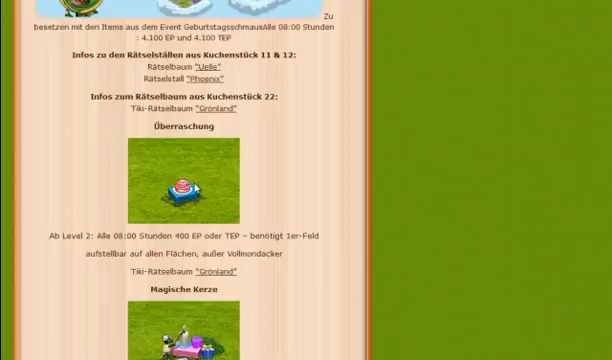 Zu
besetzen mit den Items aus dem Event GeburtstagsschmausAlle 08:00 Stunden
: 4.100 EP und 4.100 TEP
Infos zu den Rätselställen aus Kuchenstück 11 & 12:
Rätselbaum "Uelle"
Rätselstall "Phoenix"
Infos zum Rätselbaum aus Kuchenstück 22:
Tiki-Rätselbaum "Grönland"
Überraschung
Ab Level 2: Alle 08:00 Stunden 400 EP oder TEP – benötigt 1er-Feld
aufstellbar auf allen Flächen, außer Vollmondacker
Tiki-Rätselbaum "Grönland"
Magische Kerze